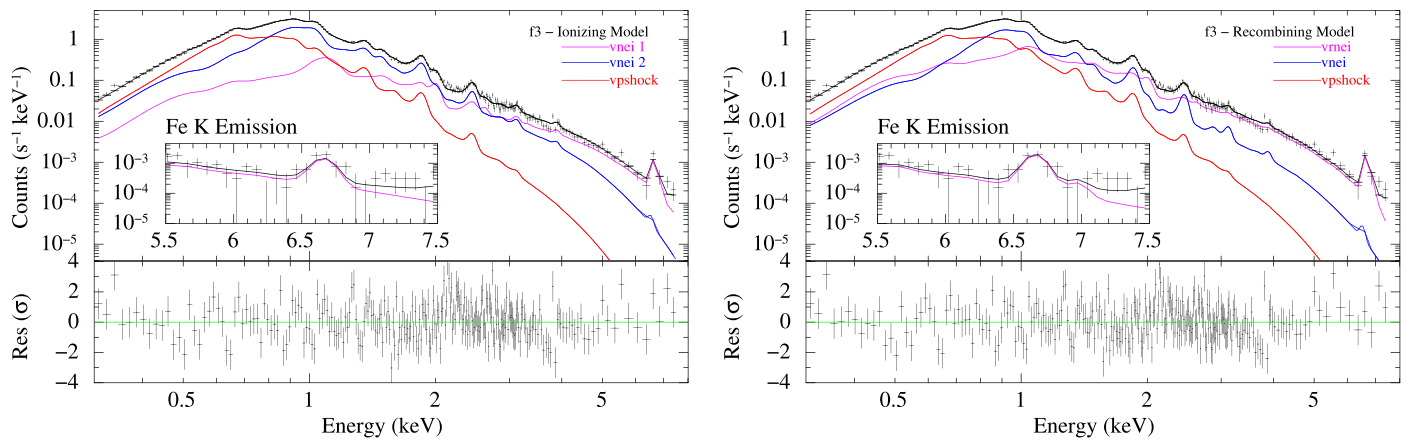 f3 – Ionizing Model
vnei 1
vnei 2
vpshock
Counts (s⁻¹ keV⁻¹)
1
0.1
0.01
10⁻³
10⁻⁴
10⁻⁵
Fe K Emission
10⁻³
10⁻⁴
10⁻⁵
5.5 6 6.5 7 7.5
Res (σ)
4
2
0
−2
−4
0.5 1 2 5
Energy (keV)
f3 – Recombining Model
vrnei
vnei
vpshock
Counts (s⁻¹ keV⁻¹)
1
0.1
0.01
10⁻³
10⁻⁴
10⁻⁵
Fe K Emission
10⁻³
10⁻⁴
10⁻⁵
5.5 6 6.5 7 7.5
Res (σ)
4
2
0
−2
−4
0.5 1 2 5
Energy (keV)